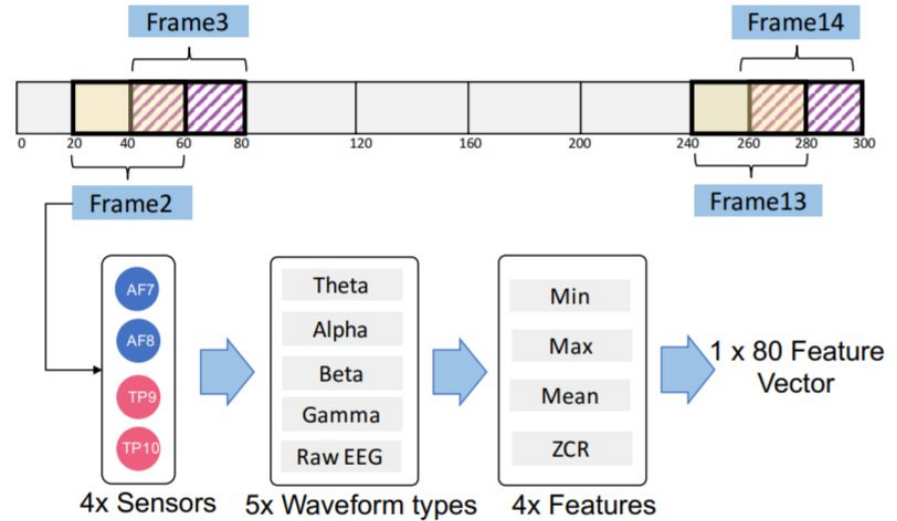 Frame3
Frame14
0 20 40 60 80 120 160 200 240 260 280 300
Frame2
Frame13
AF7
AF8
TP9
TP10
4x Sensors
Theta
Alpha
Beta
Gamma
Raw EEG
5x Waveform types
Min
Max
Mean
ZCR
4x Features
1 x 80 Feature
Vector